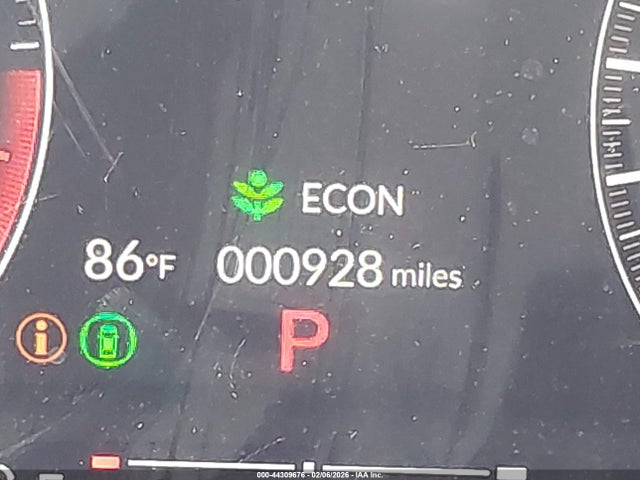 ECON
86°F 000928 miles
P
000-44309676 - 02/06/2026 - IAA Inc.